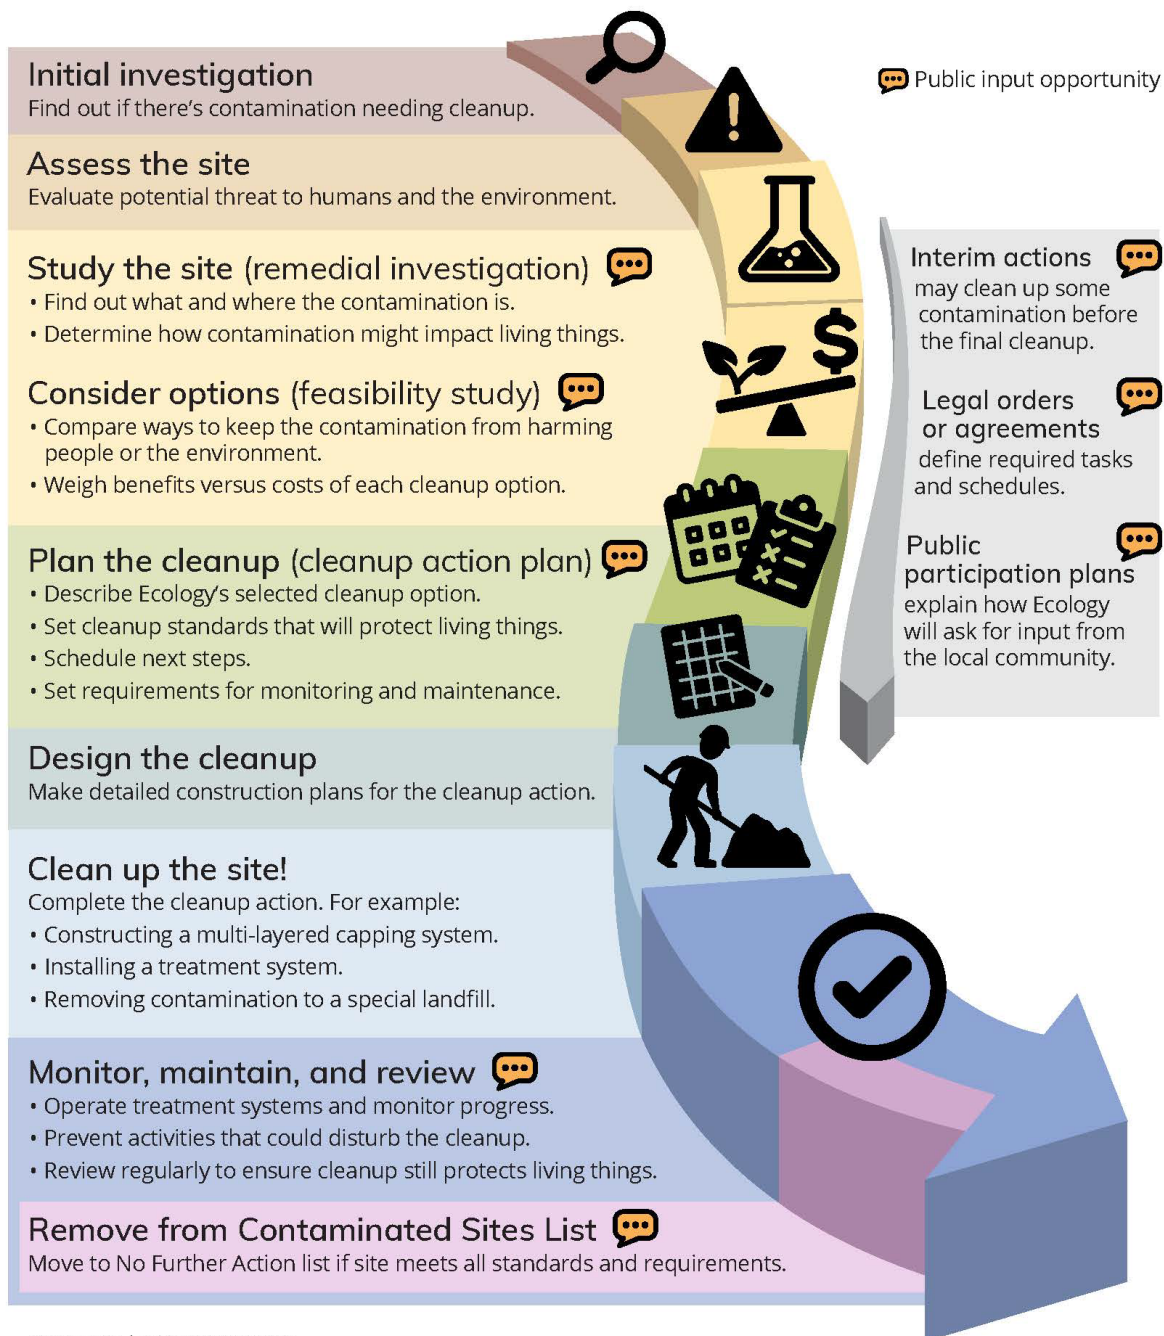 Initial investigation
Find out if there's contamination needing cleanup.
Public input opportunity
Assess the site
Evaluate potential threat to humans and the environment.
Study the site (remedial investigation)
• Find out what and where the contamination is.
• Determine how contamination might impact living things.
Consider options (feasibility study)
• Compare ways to keep the contamination from harming
people or the environment.
• Weigh benefits versus costs of each cleanup option.
Plan the cleanup (cleanup action plan)
• Describe Ecology's selected cleanup option.
• Set cleanup standards that will protect living things.
• Schedule next steps.
• Set requirements for monitoring and maintenance.
Design the cleanup
Make detailed construction plans for the cleanup action.
Clean up the site!
Complete the cleanup action. For example:
• Constructing a multi-layered capping system.
• Installing a treatment system.
• Removing contamination to a special landfill.
Monitor, maintain, and review
• Operate treatment systems and monitor progress.
• Prevent activities that could disturb the cleanup.
• Review regularly to ensure cleanup still protects living things.
Remove from Contaminated Sites List
Move to No Further Action list if site meets all standards and requirements.
Interim actions
may clean up some
contamination before
the final cleanup.
Legal orders
or agreements
define required tasks
and schedules.
Public
participation plans
explain how Ecology
will ask for input from
the local community.
$